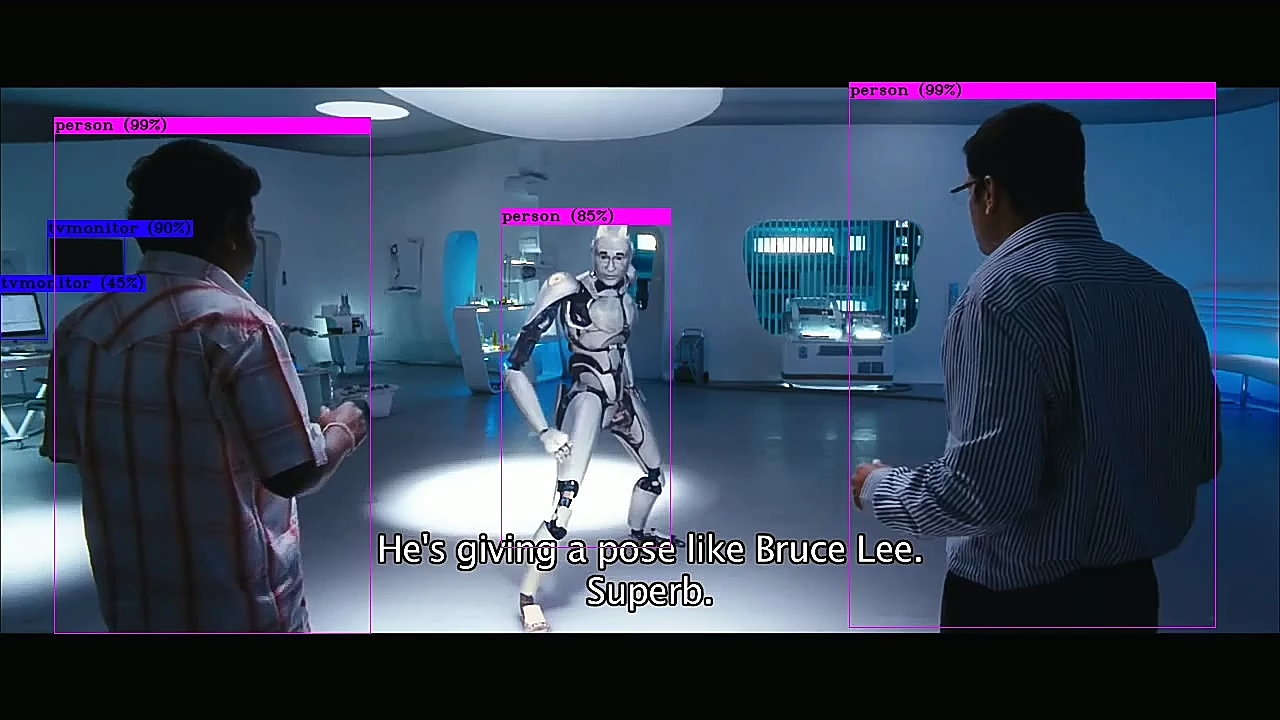 person (99%)
person (99%)
person (85%)
tvmonitor (90%)
tvmonitor (45%)
He's giving a pose like Bruce Lee.
Superb.